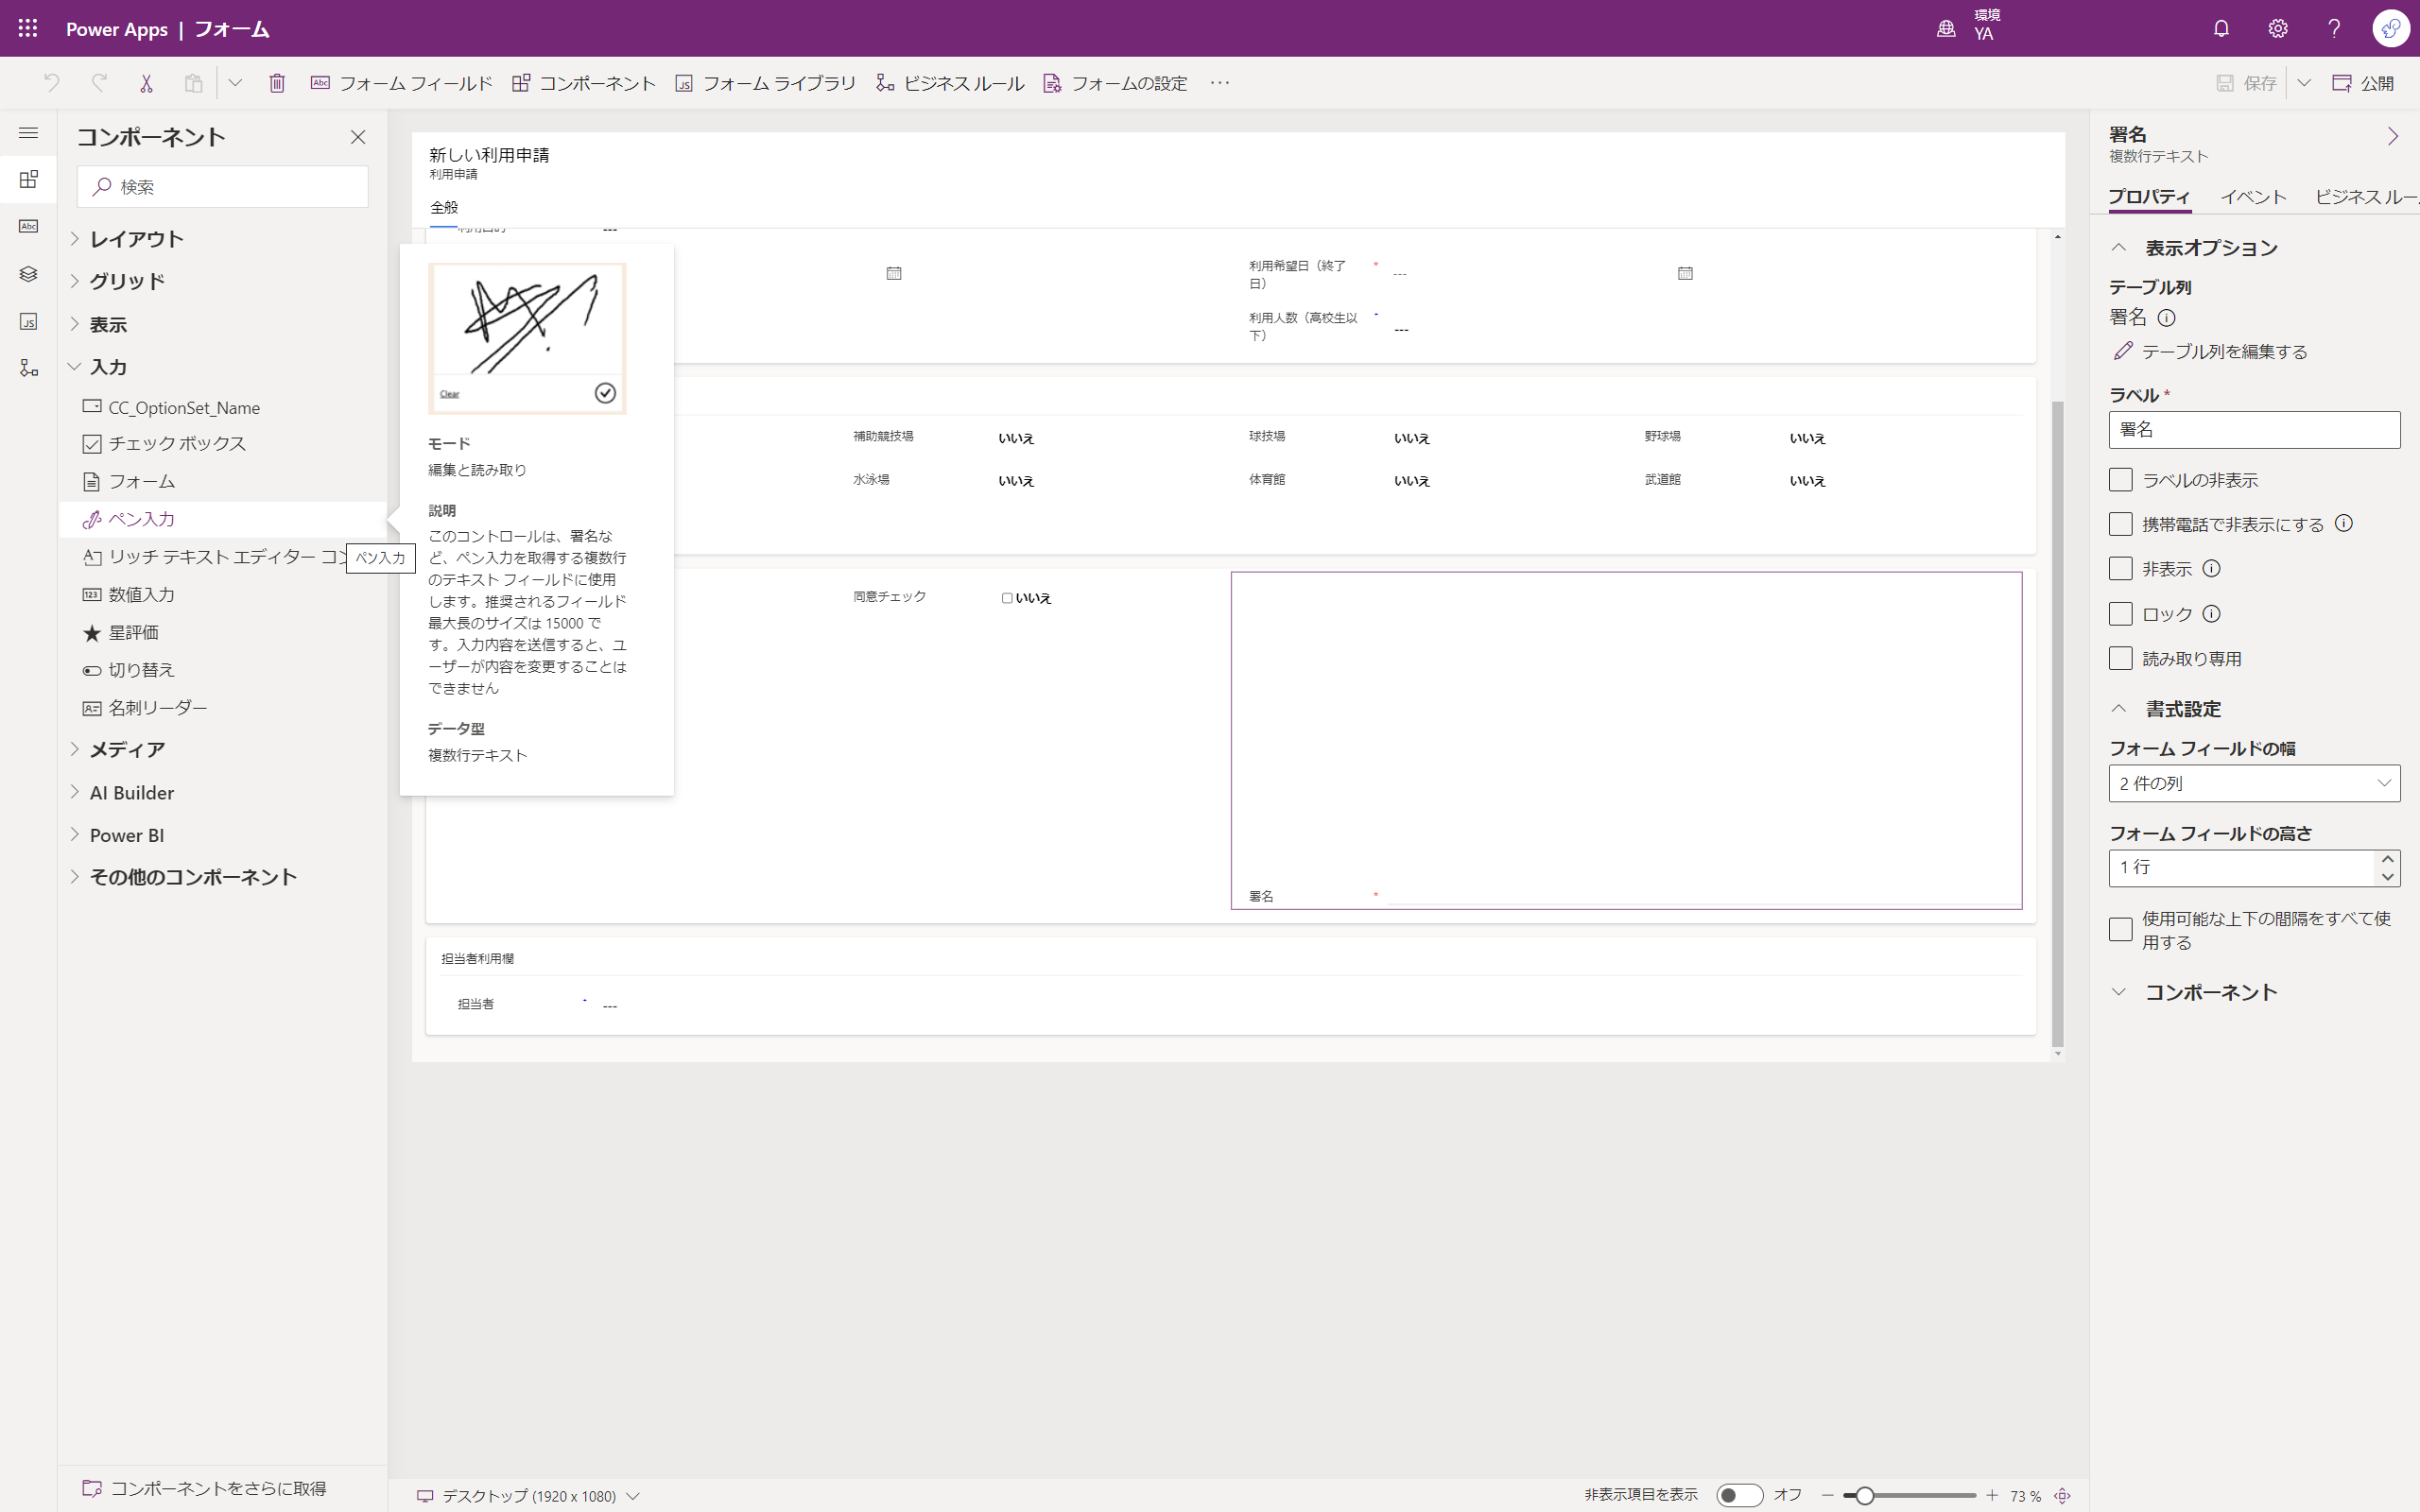 Power Apps | フォーム
環境
YA
フォーム フィールド
コンポーネント
フォーム ライブラリ
ビジネス ルール
フォームの設定
保存
公開
コンポーネント
検索
レイアウト
グリッド
表示
入力
CC_OptionSet_Name
チェック ボックス
フォーム
ペン入力
リッチ テキスト エディター コン
数値入力
星評価
切り替え
名刺リーダー
メディア
AI Builder
Power BI
その他のコンポーネント
コンポーネントをさらに取得
ペン入力
Clear
モード
編集と読み取り
説明
このコントロールは、署名な
ど、ペン入力を取得する複数行
のテキスト フィールドに使用
します。推奨されるフィールド
最大長のサイズは 15000 で
す。入力内容を送信すると、ユ
ーザーが内容を変更することは
できません
データ型
複数行テキスト
新しい利用申請
利用申請
全般
利用目的 ---
利用希望日（終了
日） * ---
利用人数（高校生以
下） ---
補助競技場 いいえ 球技場 いいえ 野球場 いいえ
水泳場 いいえ 体育館 いいえ 武道館 いいえ
同意チェック いいえ
署名 *
担当者利用欄
担当者 ---
デスクトップ (1920 x 1080)
非表示項目を表示 オフ
73 %
署名
複数行テキスト
プロパティ イベント ビジネス ルー
表示オプション
テーブル列
署名
テーブル列を編集する
ラベル *
署名
ラベルの非表示
携帯電話で非表示にする
非表示
ロック
読み取り専用
書式設定
フォーム フィールドの幅
2 件の列
フォーム フィールドの高さ
1 行
使用可能な上下の間隔をすべて使
用する
コンポーネント